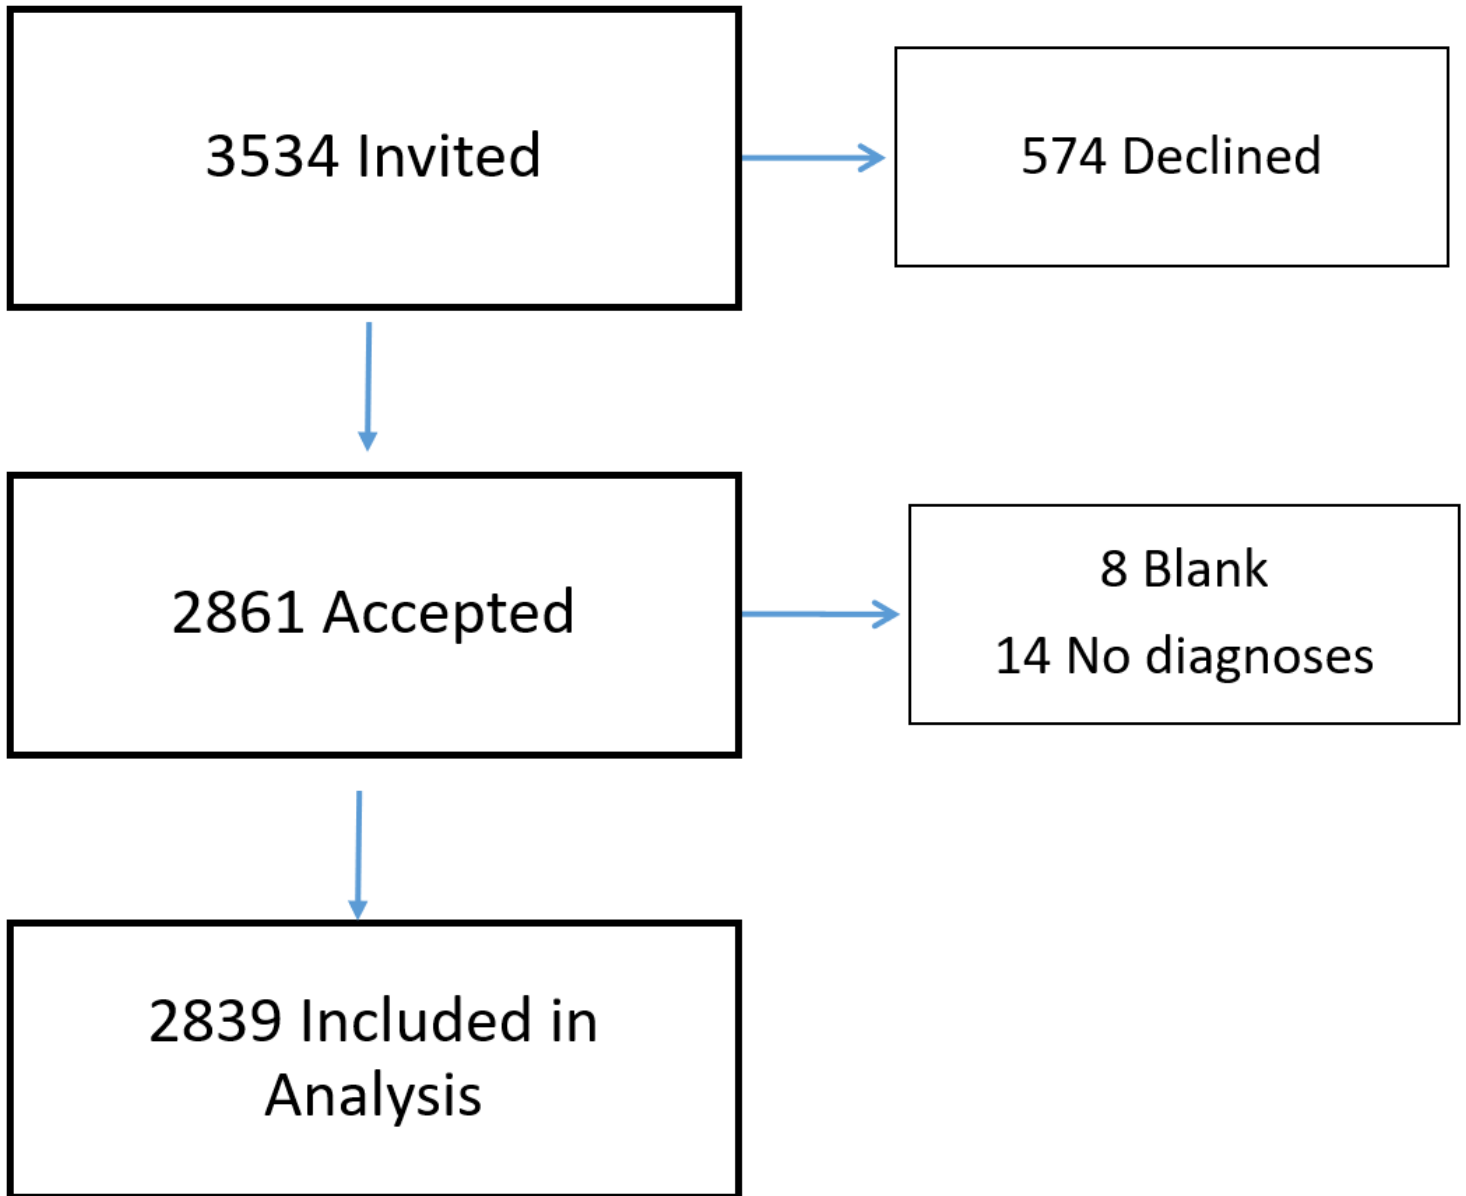 3534 Invited
574 Declined
2861 Accepted
8 Blank
14 No diagnoses
2839 Included in
Analysis